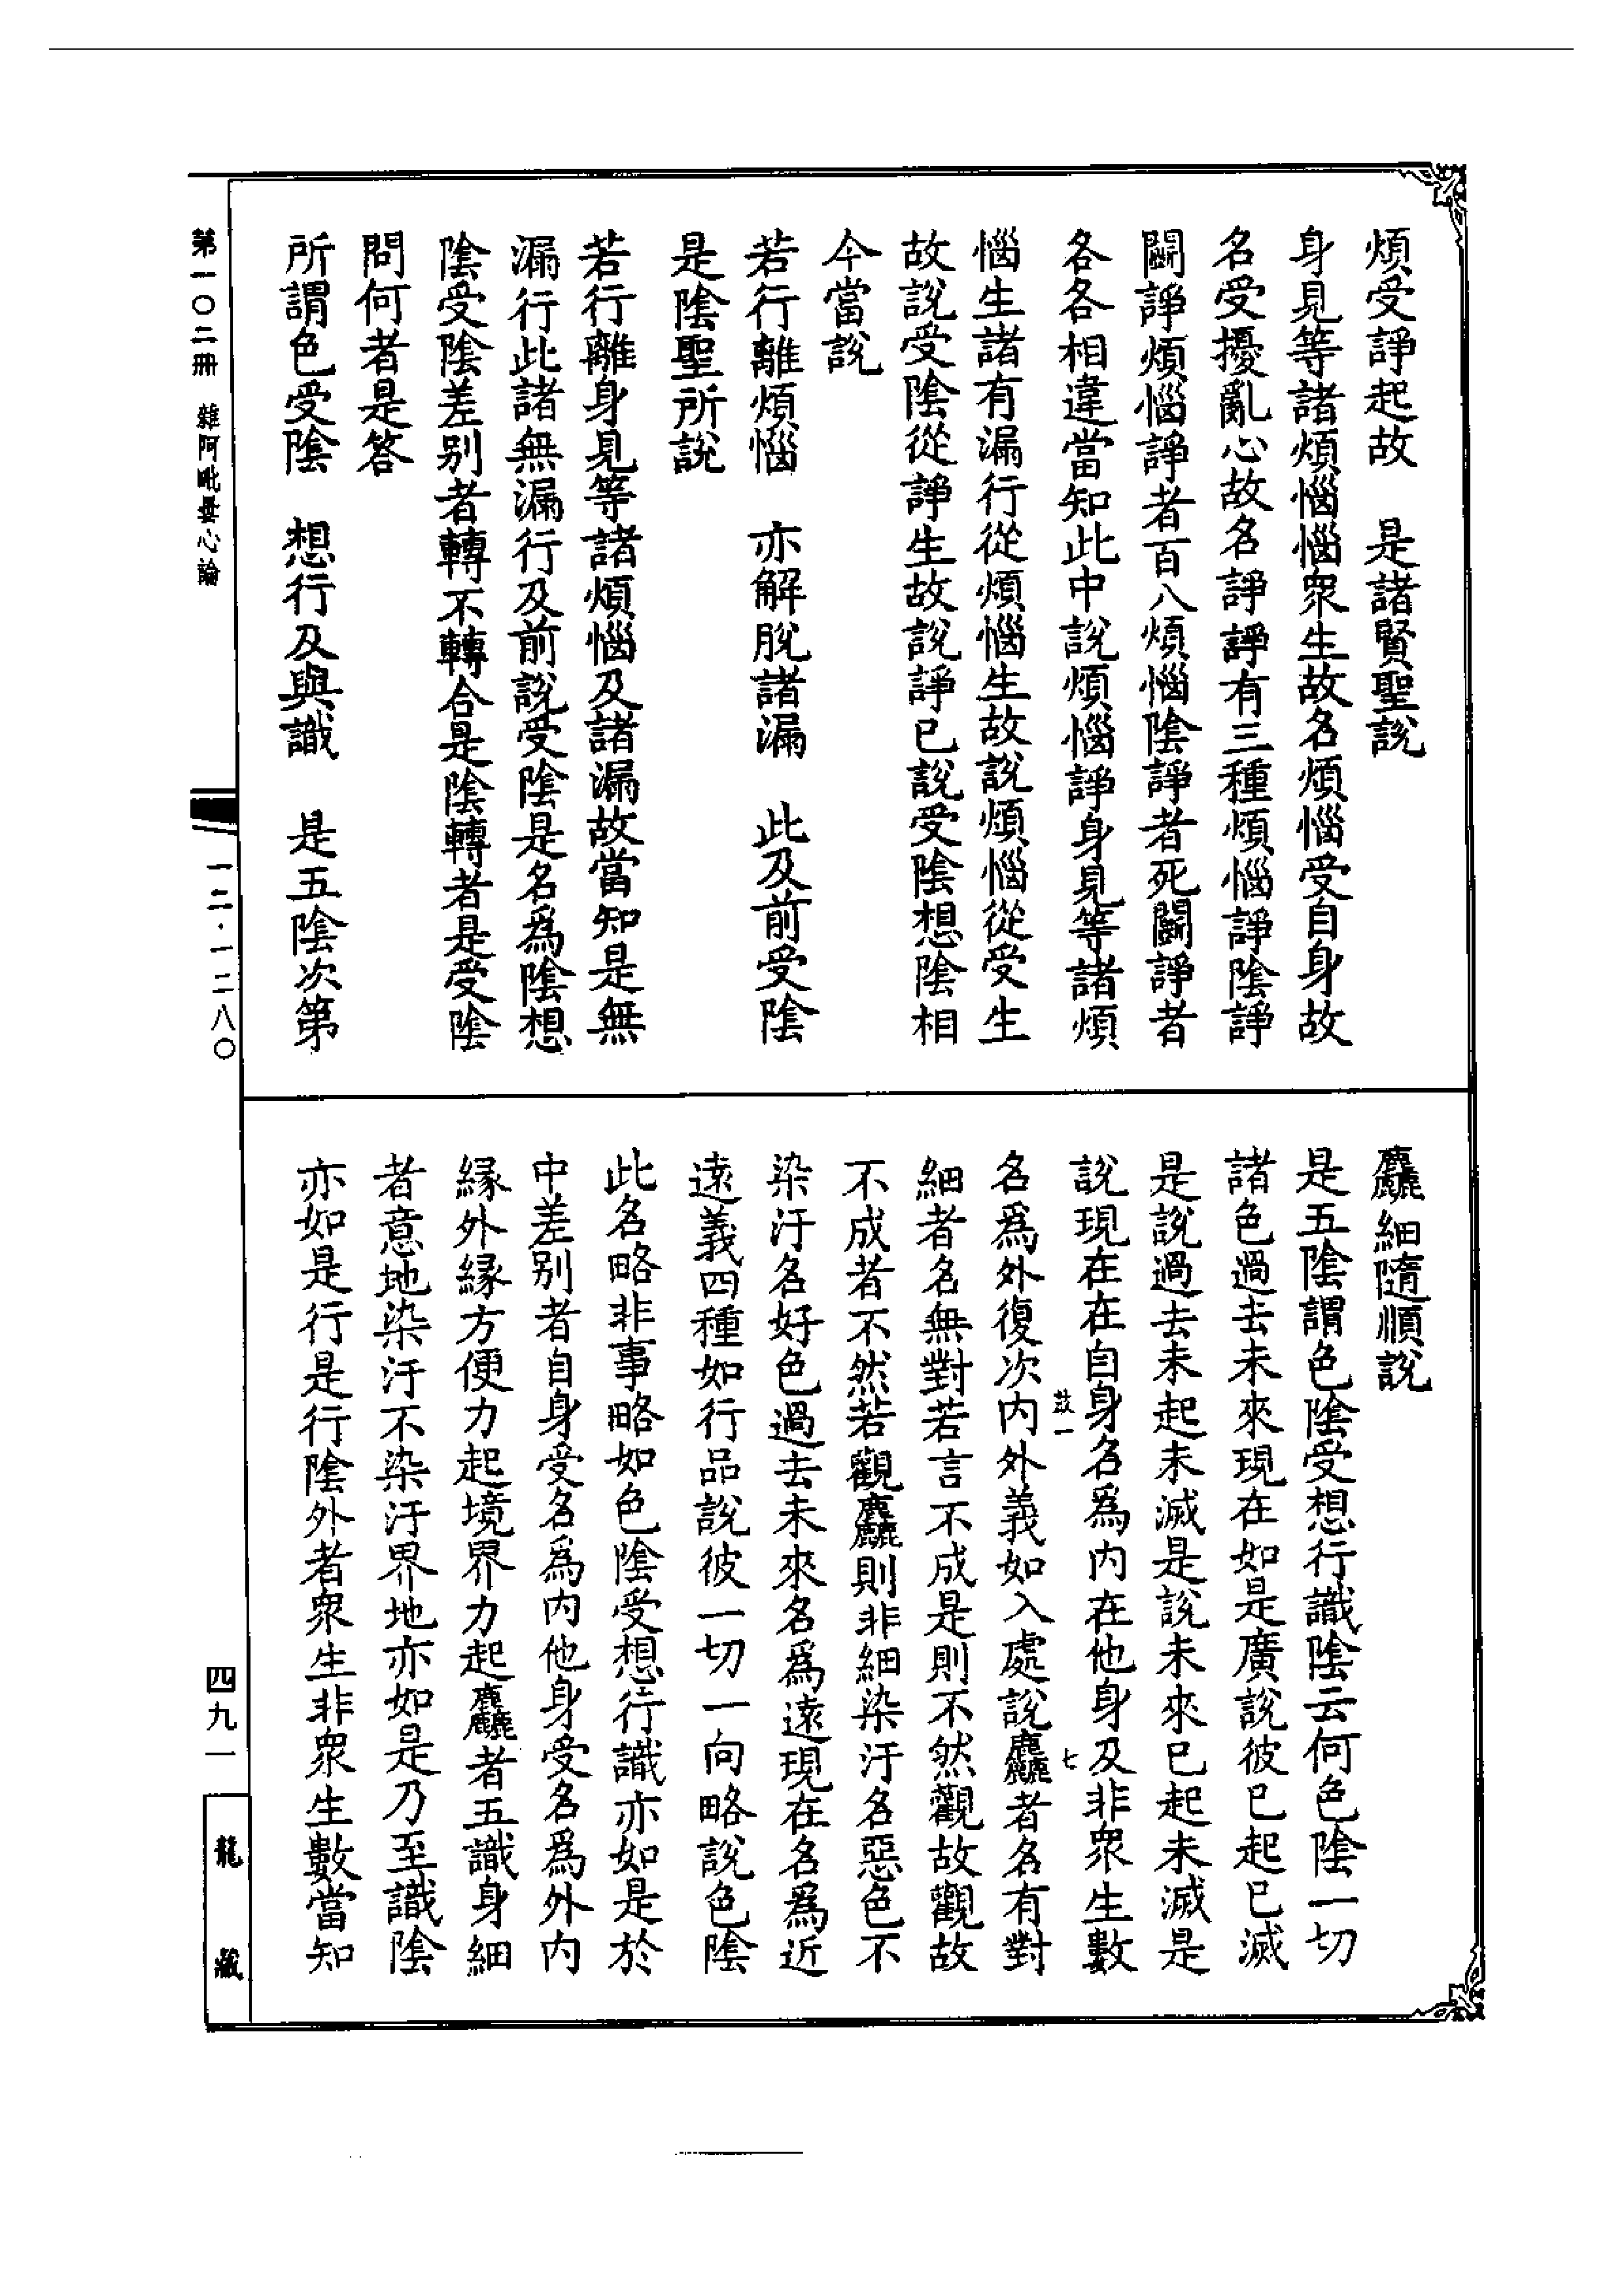 煩受諍起故　是諸賢聖說
身見等諸煩惱惱衆生故名煩惱受自身故
名受擾亂心故名諍諍有三種煩惱諍陰諍
鬭諍煩惱諍者百八煩惱陰諍者死鬭諍者
各各相違當知此中說煩惱諍身見等諸煩
惱生諸有漏行從煩惱生故說煩惱從受生
故說受陰從諍生故說諍已說受陰想陰相
今當說
若行離煩惱　亦解脫諸漏　此及前受陰
是陰聖所說
若行離身見等諸煩惱及諸漏故當知是無
漏行此諸無漏行及前說受陰是名爲陰想
陰受陰差別者轉不轉合是陰轉者是受陰
問何者是答
所謂色受陰　想行及與識　是五陰次第
麤細隨順說
是五陰謂色陰受想行識陰云何色陰一切
諸色過去未來現在如是廣說彼已起已滅
是說過去未起未滅是說未來已起未滅是
說現在在自身名爲内在他身及非衆生數
名爲外復次内外義如入處說麤者名有對
細者名無對若言不成是則不然觀故觀故
不成者不然若觀麤則非細染汙名惡色不
染汙名好色過去未來名爲遠現在名爲近
遠義四種如行品說彼一切一向略說色陰
此名略非事略如色陰受想行識亦如是於
中差別者自身受名爲内他身受名爲外内
緣外緣方便力起境界力起麤者五識身細
者意地染汙不染汙界地亦如是乃至識陰
亦如是行是行陰外者衆生非衆生數當知
七
第一〇二冊　雜阿毗曇心論
一二·一二八〇
四九一
龍藏